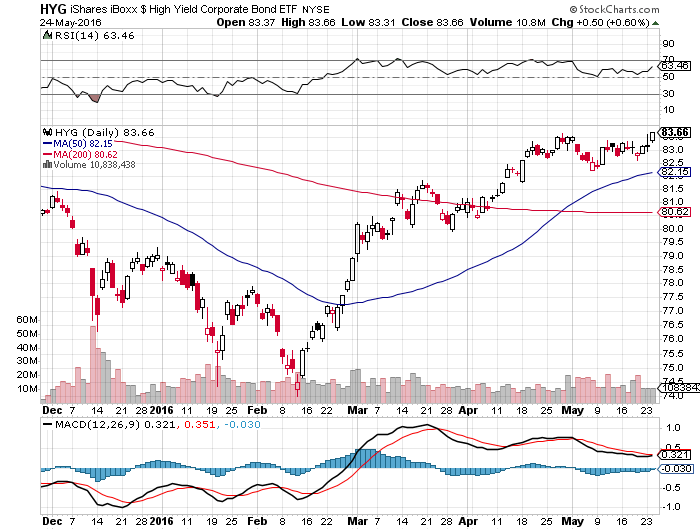 HYG iShares iBoxx $ High Yield Corporate Bond ETF NYSE © StockCharts.com
24-May-2016 Open 83.37 High 83.66 Low 83.31 Close 83.66 Volume 10.8M Chg +0.50 (+0.60%)
RSI(14) 63.46
90
70
63.46
50
30
10
HYG (Daily) 83.66
MA(50) 82.15
MA(200) 80.62
Volume 10,838,438
83.66
83.0
82.5
82.15
81.5
81.0
80.62
80.0
79.5
79.0
78.5
78.0
77.5
77.0
76.5
76.0
75.5
75.0
74.5
74.0
60M
50M
40M
30M
20M
10M
1083843
Dec 7 14 21 28 2016 11 19 25 Feb 8 16 22 Mar 7 14 21 28 Apr 11 18 25 May 9 16 23
MACD(12,26,9) 0.321, 0.351, -0.030
1.0
0.5
0.321
-0.030
-0.5
-1.0
Dec 7 14 21 28 2016 11 19 25 Feb 8 16 22 Mar 7 14 21 28 Apr 11 18 25 May 9 16 23